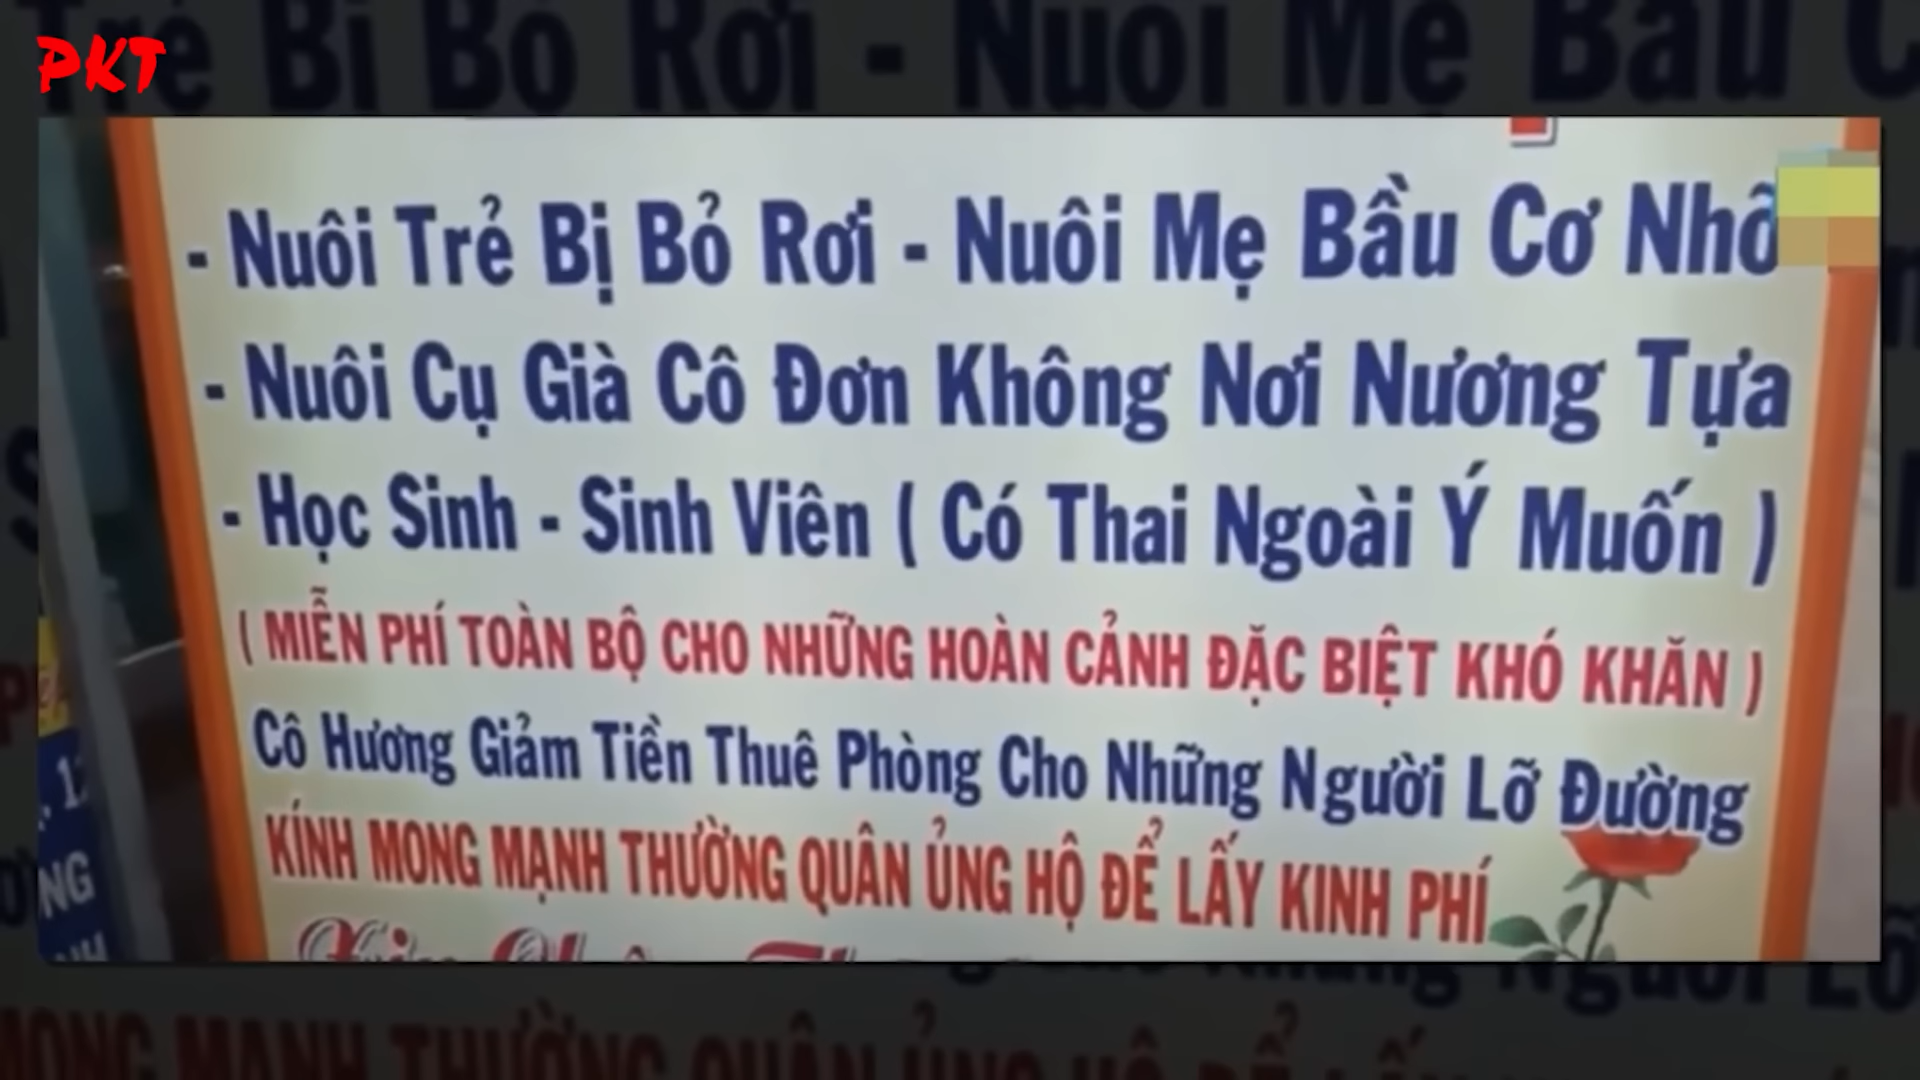 PKT
- Nuôi Trẻ Bị Bỏ Rơi - Nuôi Mẹ Bầu Cơ Nhỡ
- Nuôi Cụ Già Cô Đơn Không Nơi Nương Tựa
- Học Sinh - Sinh Viên ( Có Thai Ngoài Ý Muốn )
( MIỄN PHÍ TOÀN BỘ CHO NHỮNG HOÀN CẢNH ĐẶC BIỆT KHÓ KHĂN )
Cô Hương Giảm Tiền Thuê Phòng Cho Những Người Lỡ Đường
KÍNH MONG MẠNH THƯỜNG QUÂN ỦNG HỘ ĐỂ LẤY KINH PHÍ